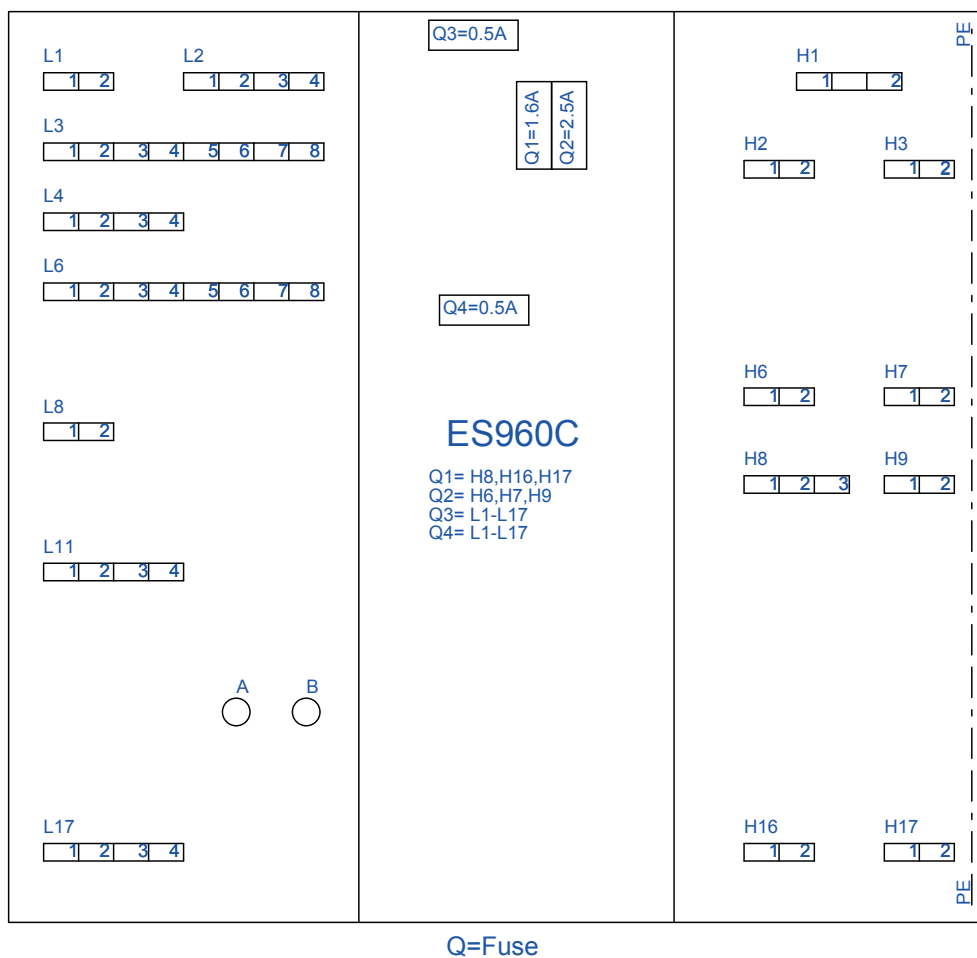 L1
1 2
L2
1 2 3 4
L3
1 2 3 4 5 6 7 8
L4
1 2 3 4
L6
1 2 3 4 5 6 7 8
L8
1 2
L11
1 2 3 4
A B
L17
1 2 3 4
Q3=0.5A
Q1=1.6A
Q2=2.5A
Q4=0.5A
ES960C
Q1= H8,H16,H17
Q2= H6,H7,H9
Q3= L1-L17
Q4= L1-L17
PE
H1
1 2
H2 H3
1 2 1 2
H6 H7
1 2 1 2
H8 H9
1 2 3 1 2
H16 H17
1 2 1 2
PE
Q=Fuse